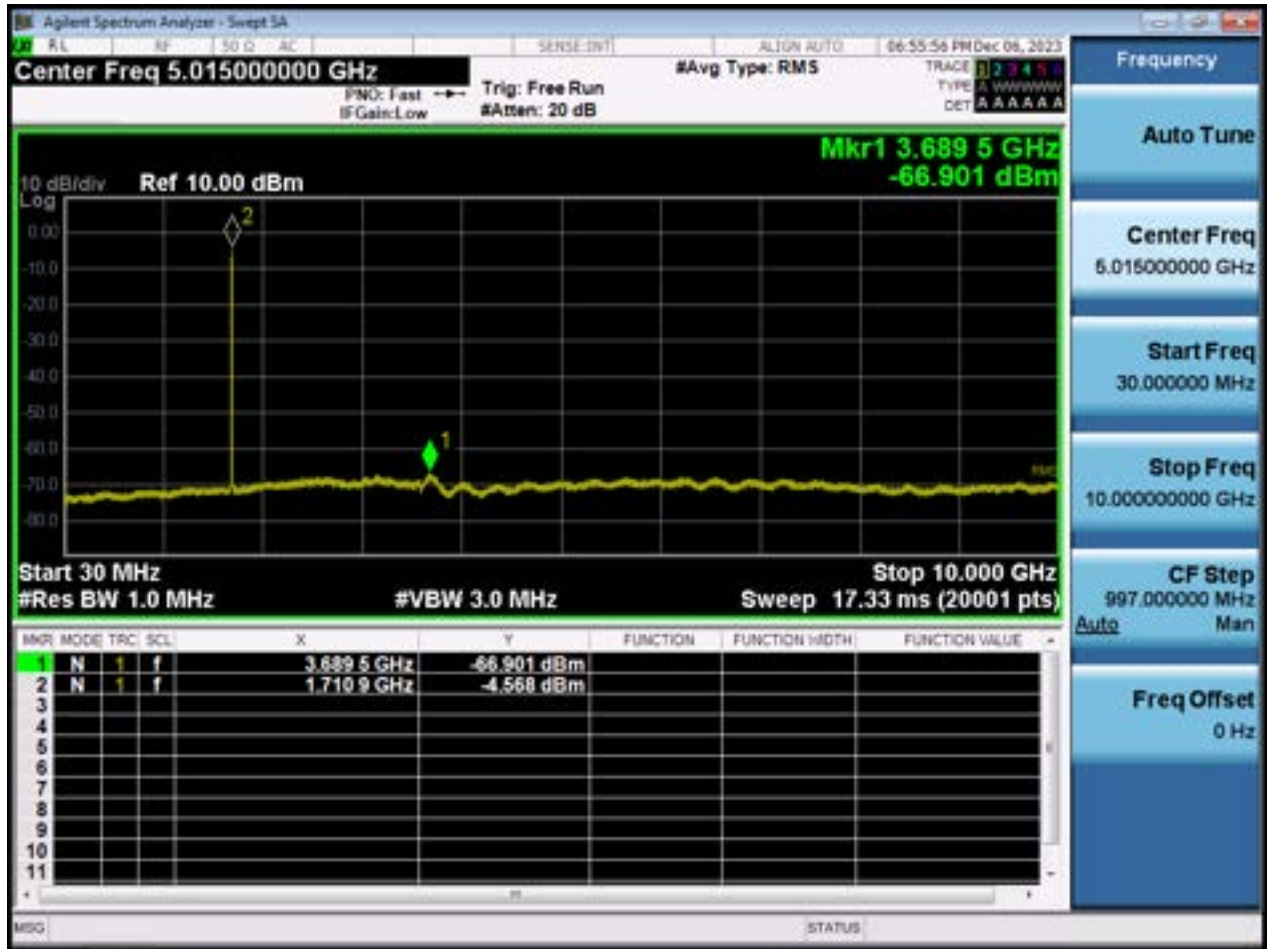 Agilent Spectrum Analyzer - Swept SA
RL RF 50 Ω AC SENSE:INT ALIGN AUTO 06:55:56 PM Dec 06, 2023
Center Freq 5.015000000 GHz
PNO: Fast
IFGain:Low
Trig: Free Run
#Atten: 20 dB
#Avg Type: RMS
TRACE 1 2 3 4 5 6
TYPE A WWWWW
DET A A A A A A
Mkr1 3.689 5 GHz
-66.901 dBm
10 dB/div Ref 10.00 dBm
Log
0.00
-10.0
-20.0
-30.0
-40.0
-50.0
-60.0
-70.0
-80.0
2
1
RMS
Start 30 MHz Stop 10.000 GHz
#Res BW 1.0 MHz #VBW 3.0 MHz Sweep 17.33 ms (20001 pts)
MKR MODE TRC SCL X Y FUNCTION FUNCTION WIDTH FUNCTION VALUE
1 N 1 f 3.689 5 GHz -66.901 dBm
2 N 1 f 1.710 9 GHz -4.568 dBm
3
4
5
6
7
8
9
10
11
MSG STATUS
Frequency
Auto Tune
Center Freq
5.015000000 GHz
Start Freq
30.000000 MHz
Stop Freq
10.000000000 GHz
CF Step
997.000000 MHz
Auto Man
Freq Offset
0 Hz